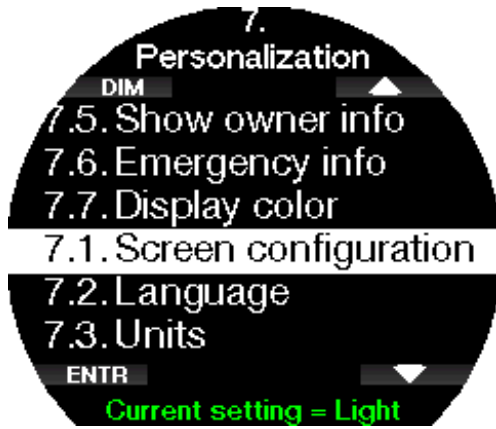 7.
Personalization
DIM
7.5. Show owner info
7.6. Emergency info
7.7. Display color
7.1. Screen configuration
7.2. Language
7.3. Units
ENTR
Current setting = Light